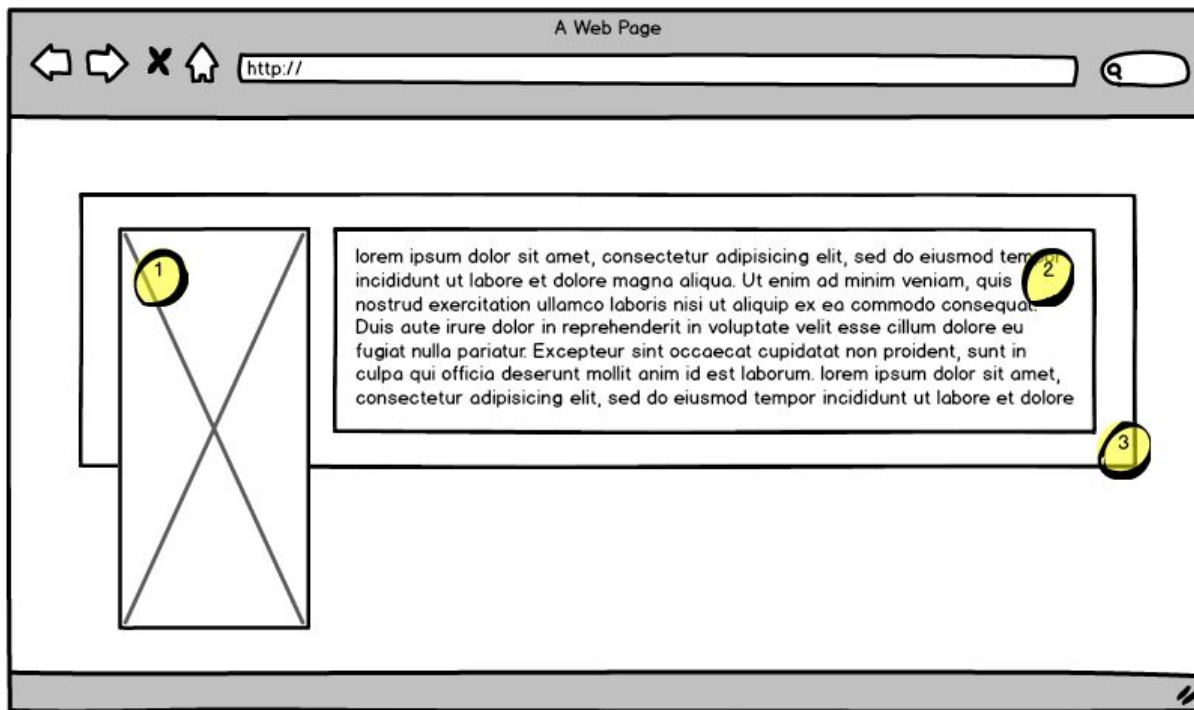 A Web Page
http://
1
lorem ipsum dolor sit amet, consectetur adipisicing elit, sed do eiusmod tempor
2
incididunt ut labore et dolore magna aliqua. Ut enim ad minim veniam, quis
nostrud exercitation ullamco laboris nisi ut aliquip ex ea commodo consequat.
Duis aute irure dolor in reprehenderit in voluptate velit esse cillum dolore eu
fugiat nulla pariatur. Excepteur sint occaecat cupidatat non proident, sunt in
culpa qui officia deserunt mollit anim id est laborum. lorem ipsum dolor sit amet,
consectetur adipisicing elit, sed do eiusmod tempor incididunt ut labore et dolore
3